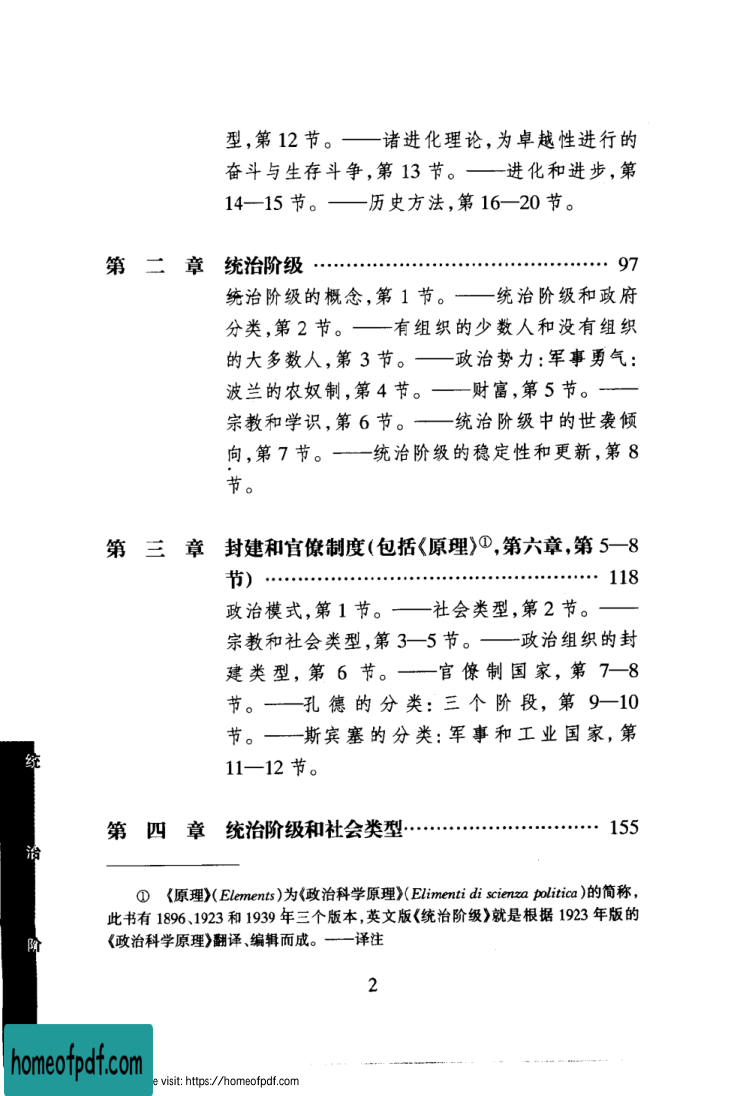 型,第 12 节。——诸进化理论,为卓越性进行的
奋斗与生存斗争,第 13 节。——进化和进步,第
14—15 节。——历史方法,第 16—20 节。
第 二 章 统治阶级 ………………………………………… 97
统治阶级的概念,第 1 节。——统治阶级和政府
分类,第 2 节。——有组织的少数人和没有组织
的大多数人,第 3 节。——政治势力:军事勇气:
波兰的农奴制,第 4 节。——财富,第 5 节。——
宗教和学识,第 6 节。——统治阶级中的世袭倾
向,第 7 节。——统治阶级的稳定性和更新,第 8
节。
第 三 章 封建和官僚制度(包括《原理》①,第六章,第 5—8
节) ……………………………………………… 118
政治模式,第 1 节。——社会类型,第 2 节。——
宗教和社会类型,第 3—5 节。——政治组织的封
建类型,第 6 节。——官僚制国家,第 7—8
节。——孔德的分类:三个阶段,第 9—10
节。——斯宾塞的分类:军事和工业国家,第
11—12 节。
第 四 章 统治阶级和社会类型…………………………… 155
① 《原理》(Elements)为《政治科学原理》(Elimenti di scienza politica)的简称,
此书有 1896、1923 和 1939 年三个版本,英文版《统治阶级》就是根据 1923 年版的
《政治科学原理》翻译、编辑而成。——译注
统
治
阶
2
homeofpdf.com
e visit: https://homeofpdf.com